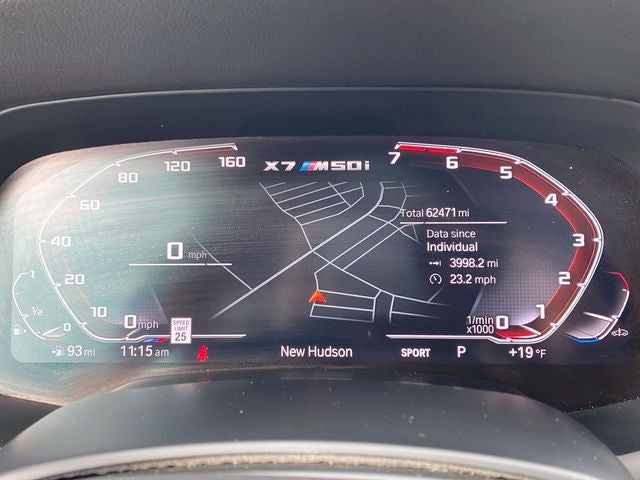 X7 M50i
160
120
80
60
40
20
10
0 mph
0 mph
SPEED
LIMIT
25
1
1/2
0
7
6
5
4
3
2
1
0
1/min
x1000
Total 62471 mi
Data since
Individual
3998.2 mi
23.2 mph
93 mi
11:15 am
New Hudson
SPORT
P
+19 °F